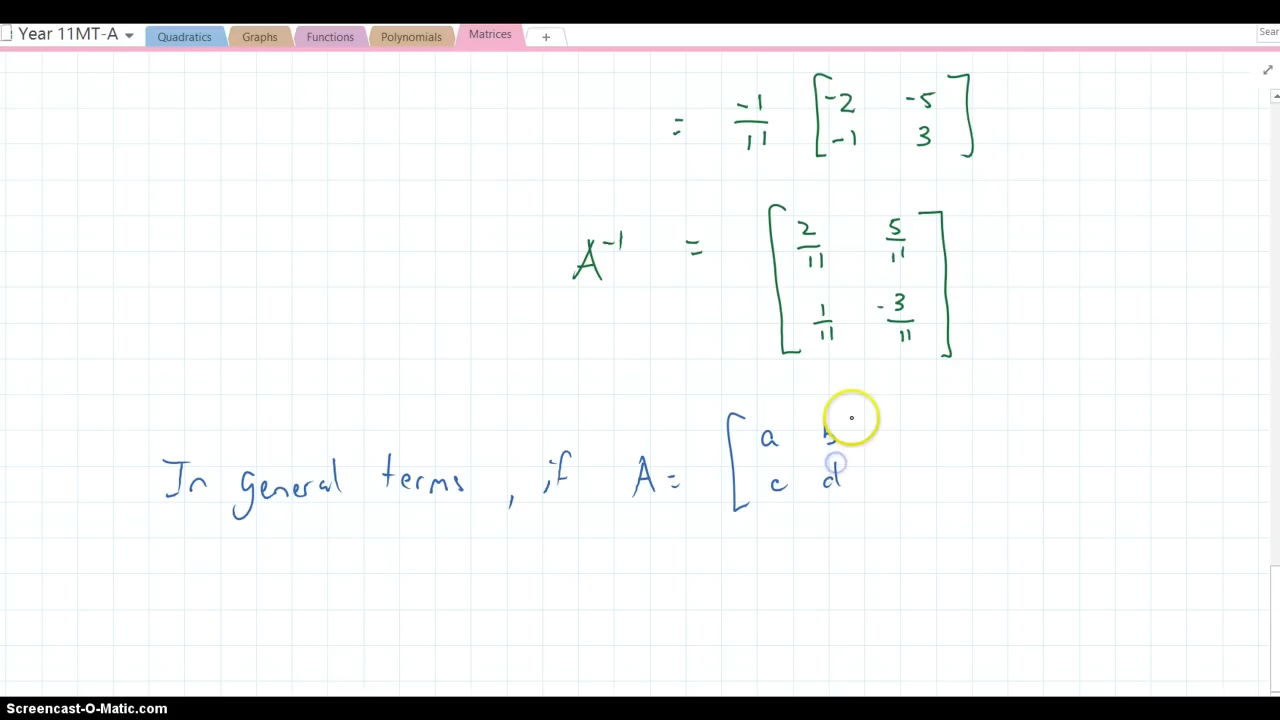 Year 11MT-A Quadratics Graphs Functions Polynomials Matrices + Sear
= -1/11 [ -2 -5
-1 3 ]
A⁻¹ = [ 2/11 5/11
1/11 -3/11 ]
In general terms, if A = [ a b
c d
Screencast-O-Matic.com